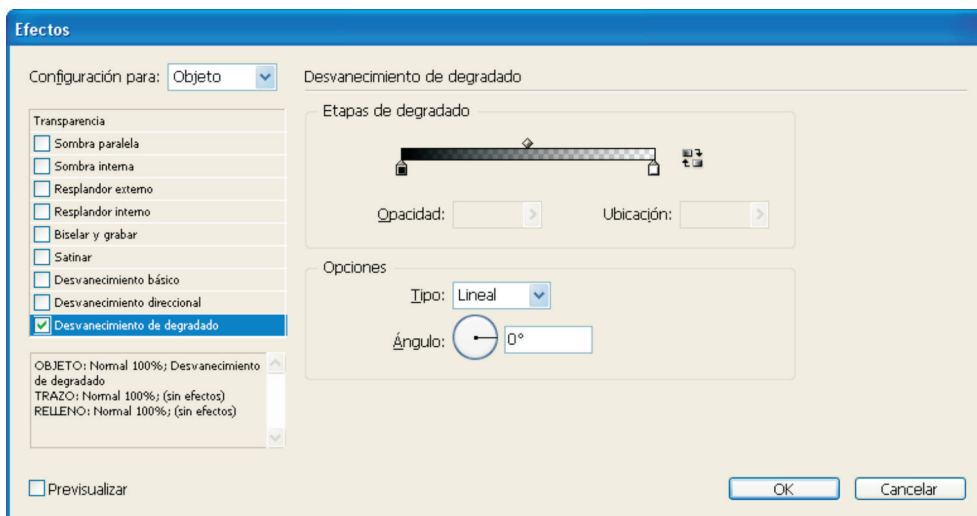 Efectos
Configuración para: Objeto
Transparencia
Sombra paralela
Sombra interna
Resplandor externo
Resplandor interno
Biselar y grabar
Satinar
Desvanecimiento básico
Desvanecimiento direccional
Desvanecimiento de degradado
OBJETO: Normal 100%; Desvanecimiento
de degradado
TRAZO: Normal 100%; (sin efectos)
RELLENO: Normal 100%; (sin efectos)
Previsualizar
Desvanecimiento de degradado
Etapas de degradado
Opacidad: Ubicación:
Opciones
Tipo: Lineal
Ángulo: 0°
OK Cancelar